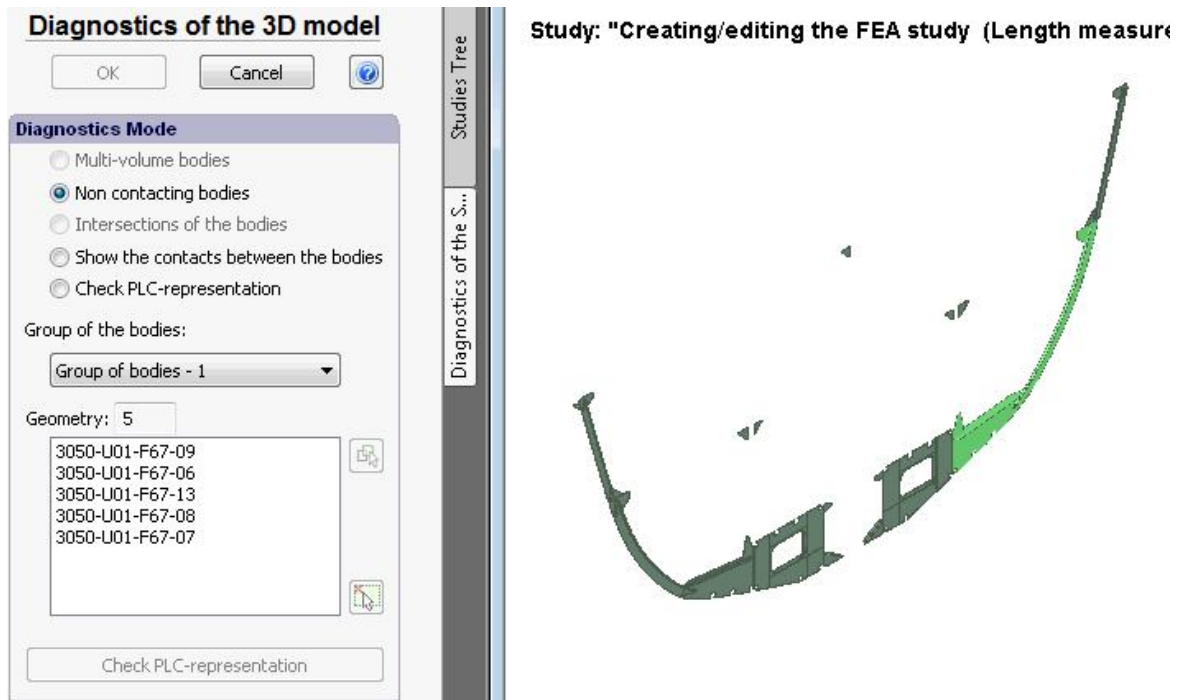 Diagnostics of the 3D model
OK
Cancel
Diagnostics Mode
Multi-volume bodies
Non contacting bodies
Intersections of the bodies
Show the contacts between the bodies
Check PLC-representation
Group of the bodies:
Group of bodies - 1
Geometry: 5
3050-U01-F67-09
3050-U01-F67-06
3050-U01-F67-13
3050-U01-F67-08
3050-U01-F67-07
Check PLC-representation
Studies Tree
Diagnostics of the S...
Study: "Creating/editing the FEA study (Length measure